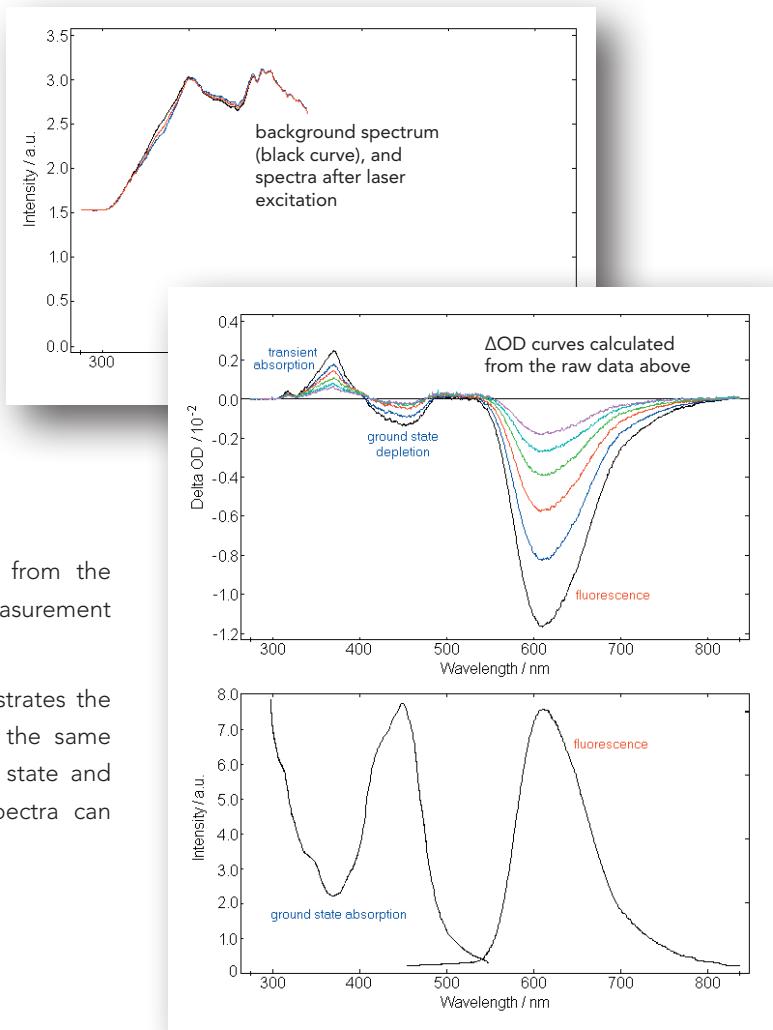 3.5
3.0
2.5
2.0
1.5
1.0
0.5
0.0
Intensity / a.u.
300
background spectrum
(black curve), and
spectra after laser
excitation
0.4
0.2
0.0
-0.2
-0.4
-0.6
-0.8
-1.0
-1.2
Delta OD / 10⁻²
transient
absorption
ground state
depletion
ΔOD curves calculated
from the raw data above
fluorescence
300 400 500 600 700 800
Wavelength / nm
from the
easurement
strates the
the same
state and
pectra can
8.0
7.0
6.0
5.0
4.0
3.0
2.0
1.0
0
Intensity / a.u.
ground state absorption
fluorescence
300 400 500 600 700 800
Wavelength / nm